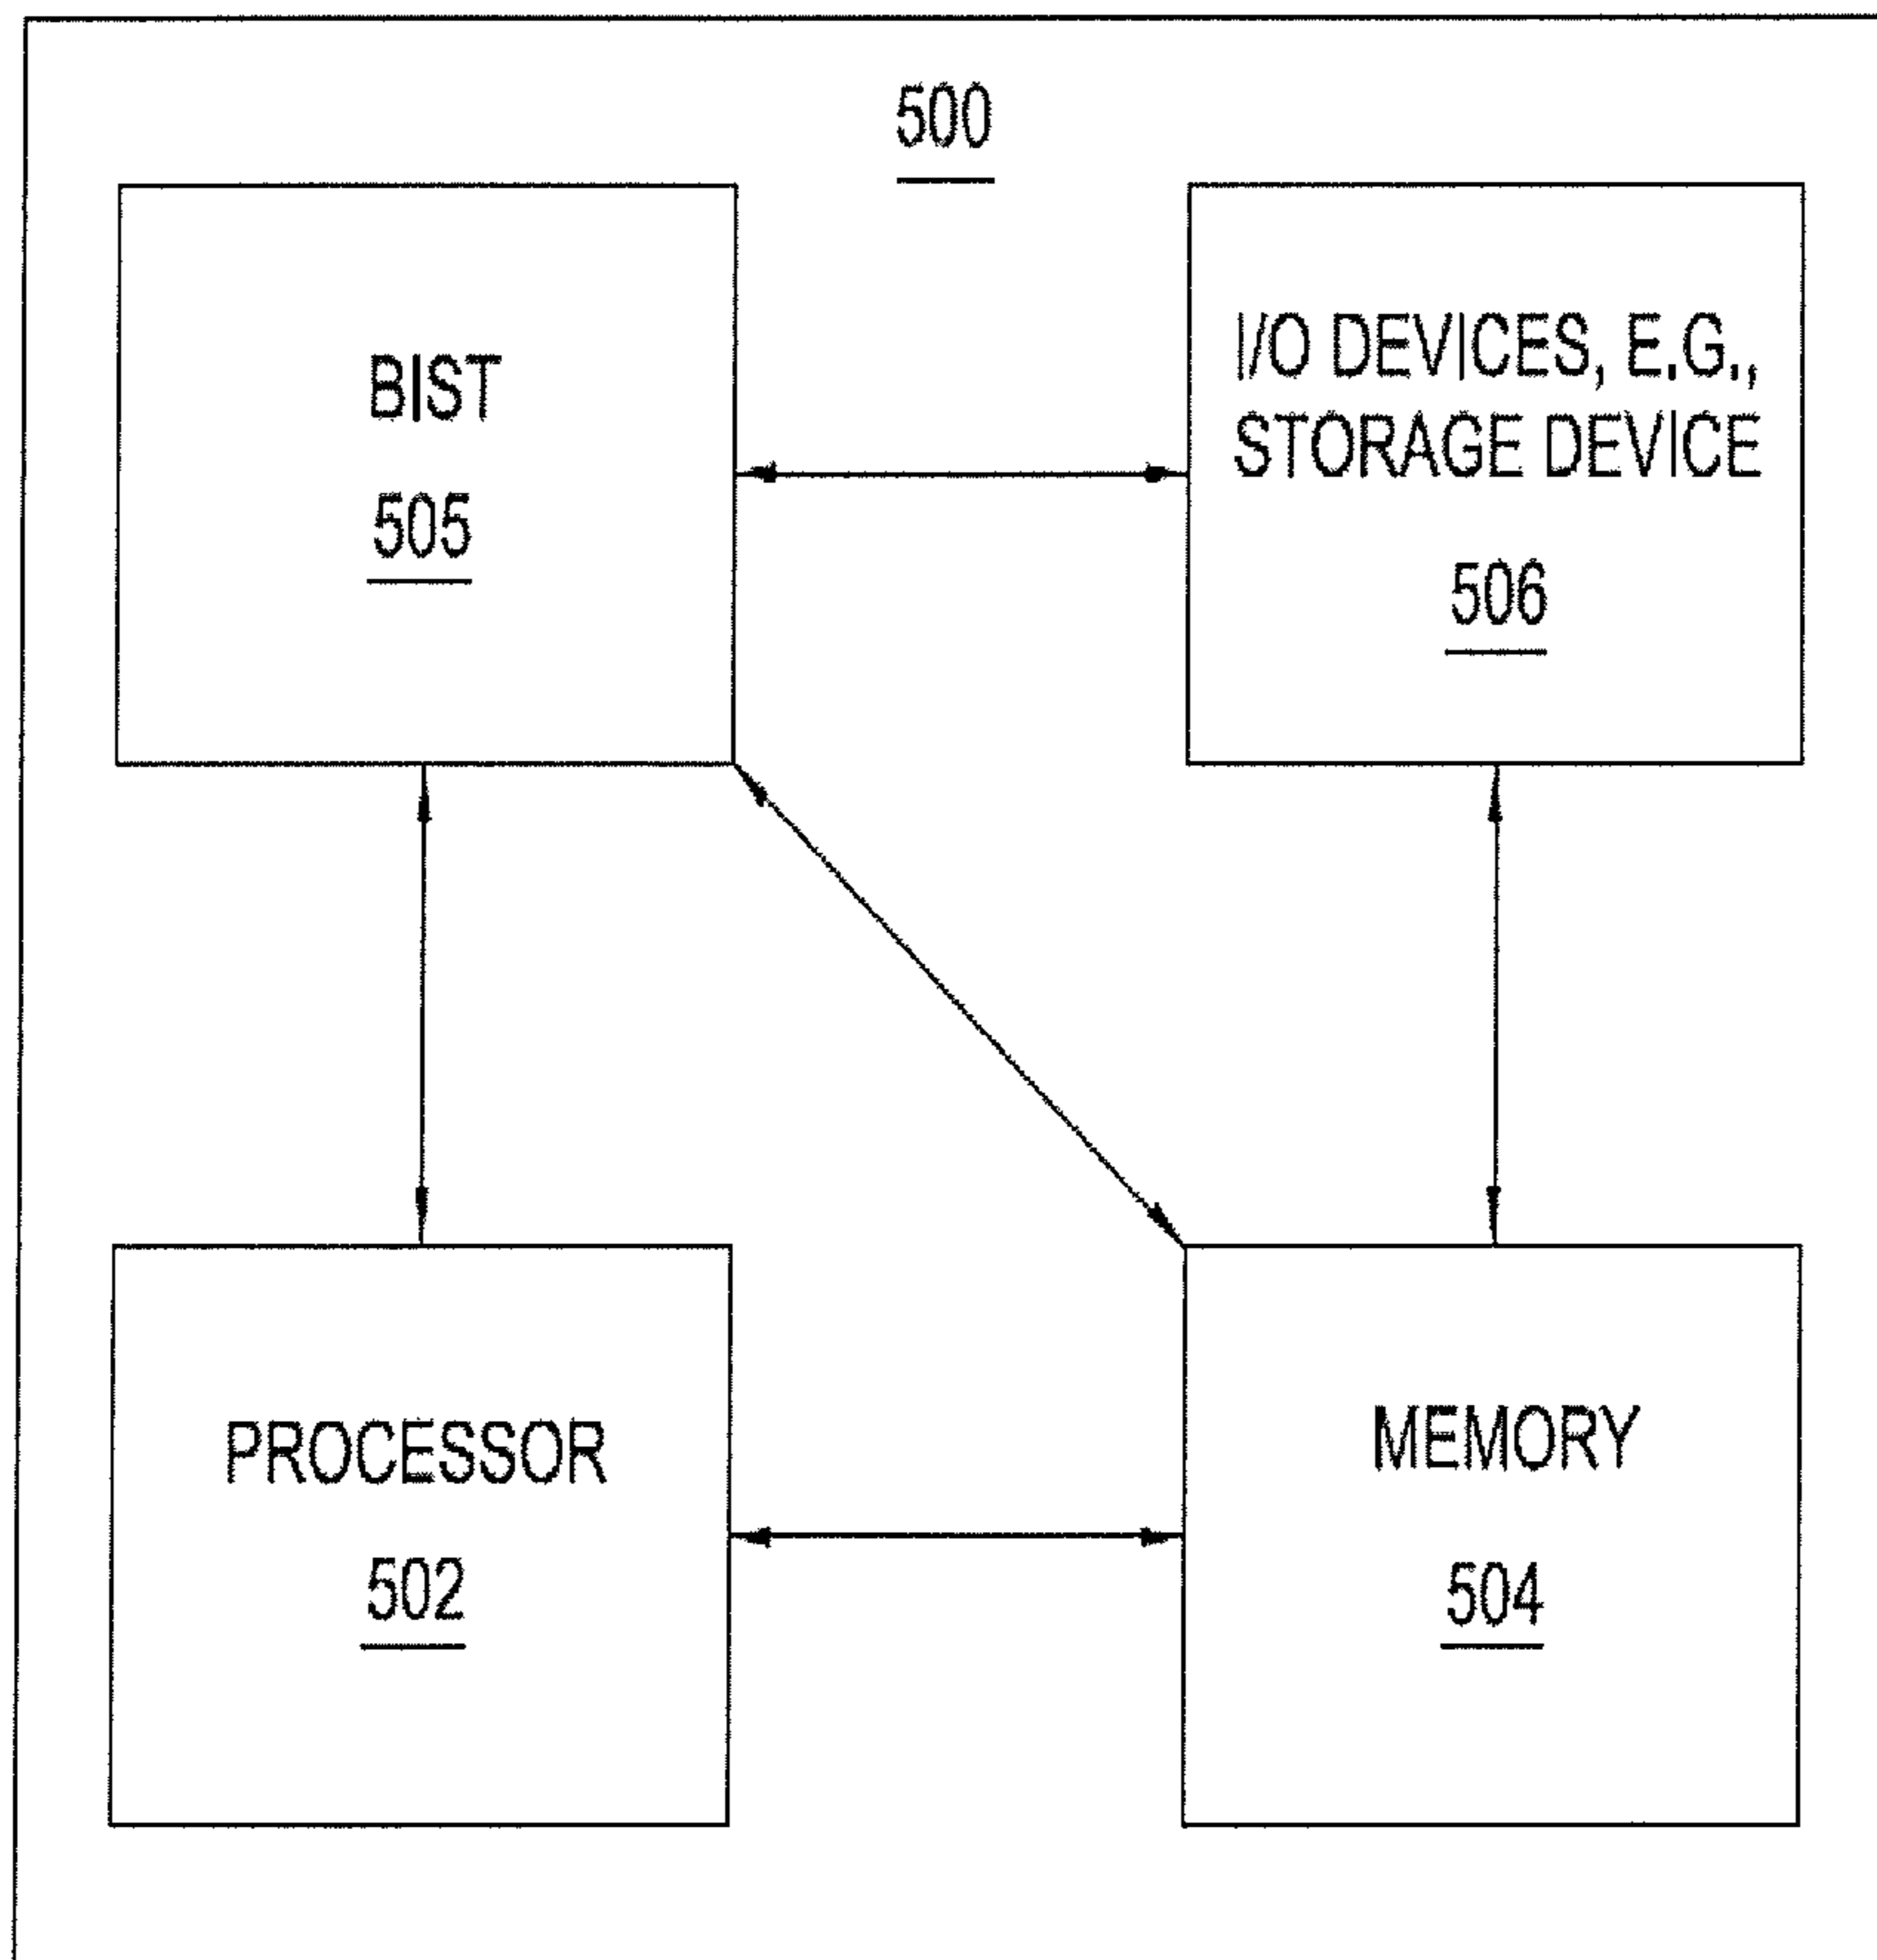 500
BIST
505
I/O DEVICES, E.G.,
STORAGE DEVICE
506
PROCESSOR
502
MEMORY
504